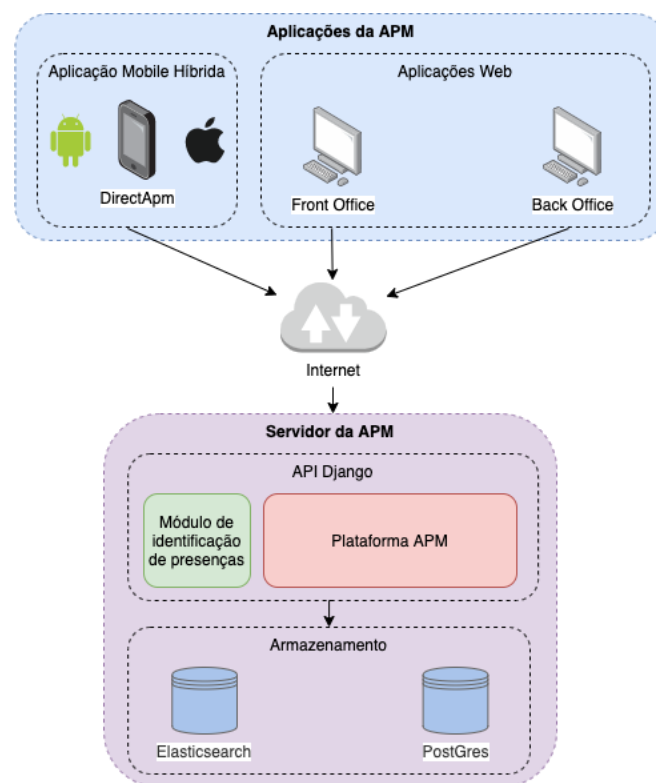 Aplicações da APM
Aplicação Mobile Híbrida
Aplicações Web
DirectApm
Front Office
Back Office
Internet
Servidor da APM
API Django
Módulo de
identificação
de presenças
Plataforma APM
Armazenamento
Elasticsearch
PostGres